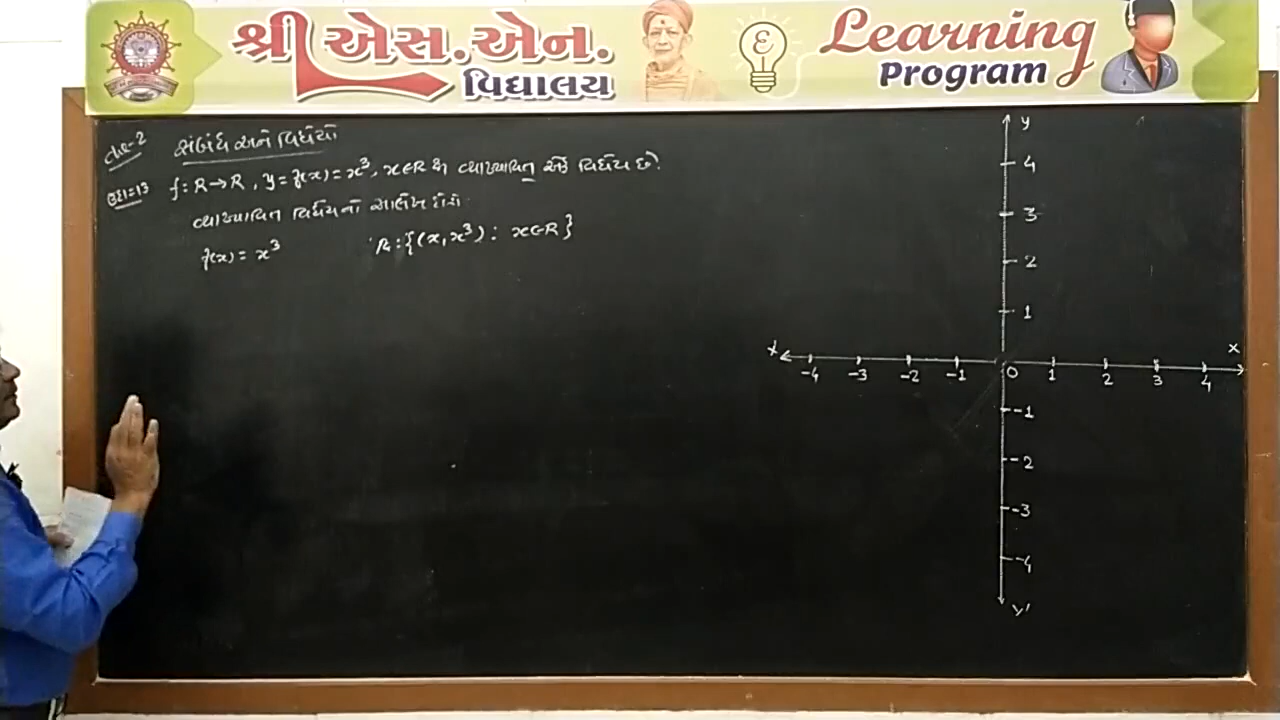 શ્રી એસ.એન.
વિદ્યાલય
Learning
Program
સંબંધ અને વિધેયો
ઉદા=13 f: R→R, y = f(x) = x³, x∈R એ વ્યાખ્યાયિત એક વિધેય છે.
વ્યાખ્યાયિત વિધેયનો આલેખ દોરો.
f(x) = x³ R:{(x, x³) : x∈R}
y
4
3
2
1
x' -4 -3 -2 -1 0 1 2 3 4 x
-1
-2
-3
-4
y'